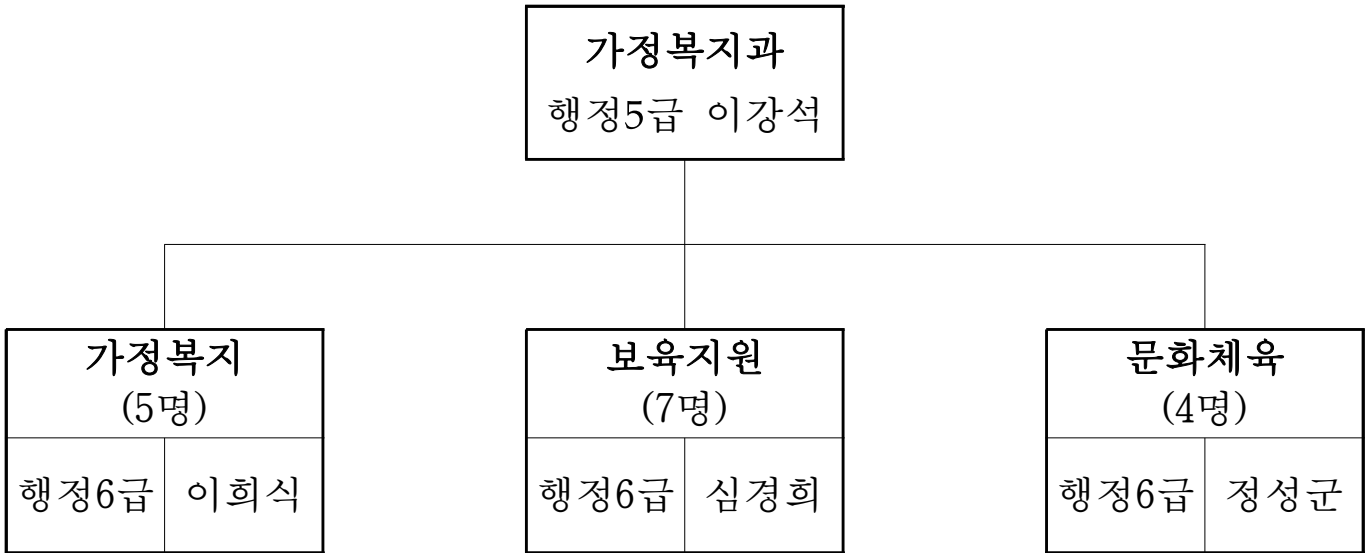 가정복지과
행정5급 이강석
가정복지
(5명)
행정6급 이희식
보육지원
(7명)
행정6급 심경희
문화체육
(4명)
행정6급 정성군